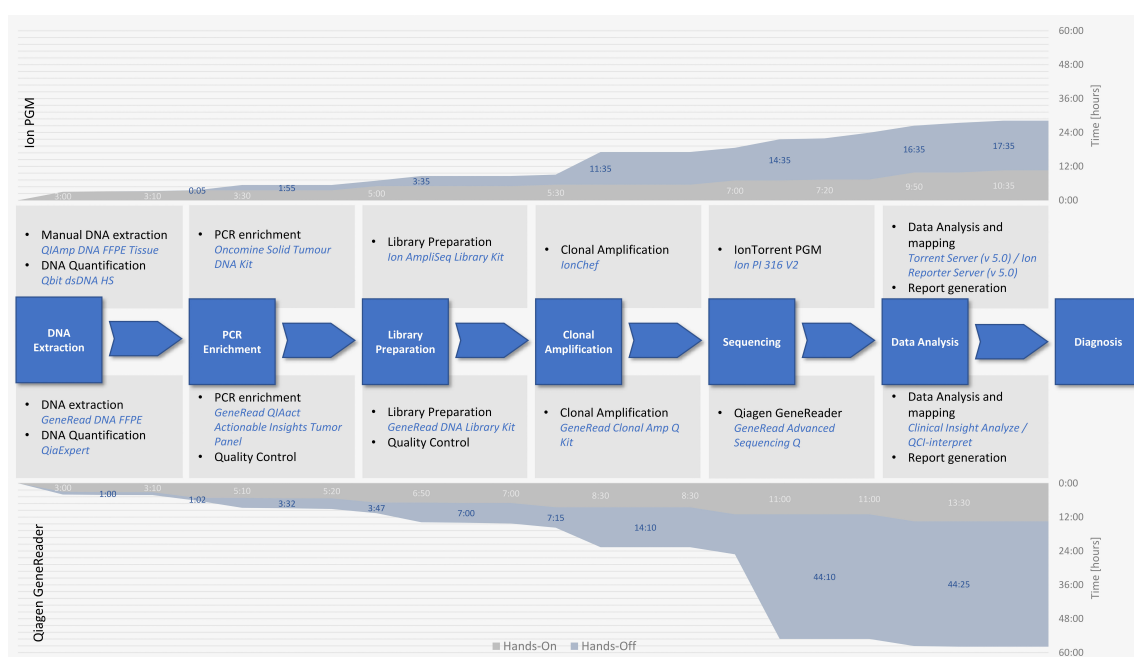 60:00
48:00
36:00
24:00
12:00
0:00
Time [hours]
Ion PGM
3:00
3:10
0:05
3:30
1:55
5:00
3:35
5:30
11:35
7:00
14:35
7:20
16:35
9:50
17:35
10:35
• Manual DNA extraction
QIAmp DNA FFPE Tissue
• DNA Quantification
Qbit dsDNA HS
• PCR enrichment
Oncomine Solid Tumour
DNA Kit
• Library Preparation
Ion AmpliSeq Library Kit
• Clonal Amplification
IonChef
• IonTorrent PGM
Ion PI 316 V2
• Data Analysis and
mapping
Torrent Server (v 5.0) / Ion
Reporter Server (v 5.0)
• Report generation
DNA
Extraction
PCR
Enrichment
Library
Preparation
Clonal
Amplification
Sequencing
Data Analysis
Diagnosis
• DNA extraction
GeneRead DNA FFPE
• DNA Quantification
QiaExpert
• PCR enrichment
GeneRead QIAact
Actionable Insights Tumor
Panel
• Quality Control
• Library Preparation
GeneRead DNA Library Kit
• Quality Control
• Clonal Amplification
GeneRead Clonal Amp Q
Kit
• Qiagen GeneReader
GeneRead Advanced
Sequencing Q
• Data Analysis and
mapping
Clinical Insight Analyze /
QCI-interpret
• Report generation
Qiagen GeneReader
3:00
1:00
3:10
1:02
5:10
3:32
5:20
3:47
6:50
7:00
7:00
7:15
8:30
14:10
8:30
11:00
44:10
11:00
13:30
44:25
0:00
12:00
24:00
36:00
48:00
60:00
Time [hours]
Hands-On
Hands-Off